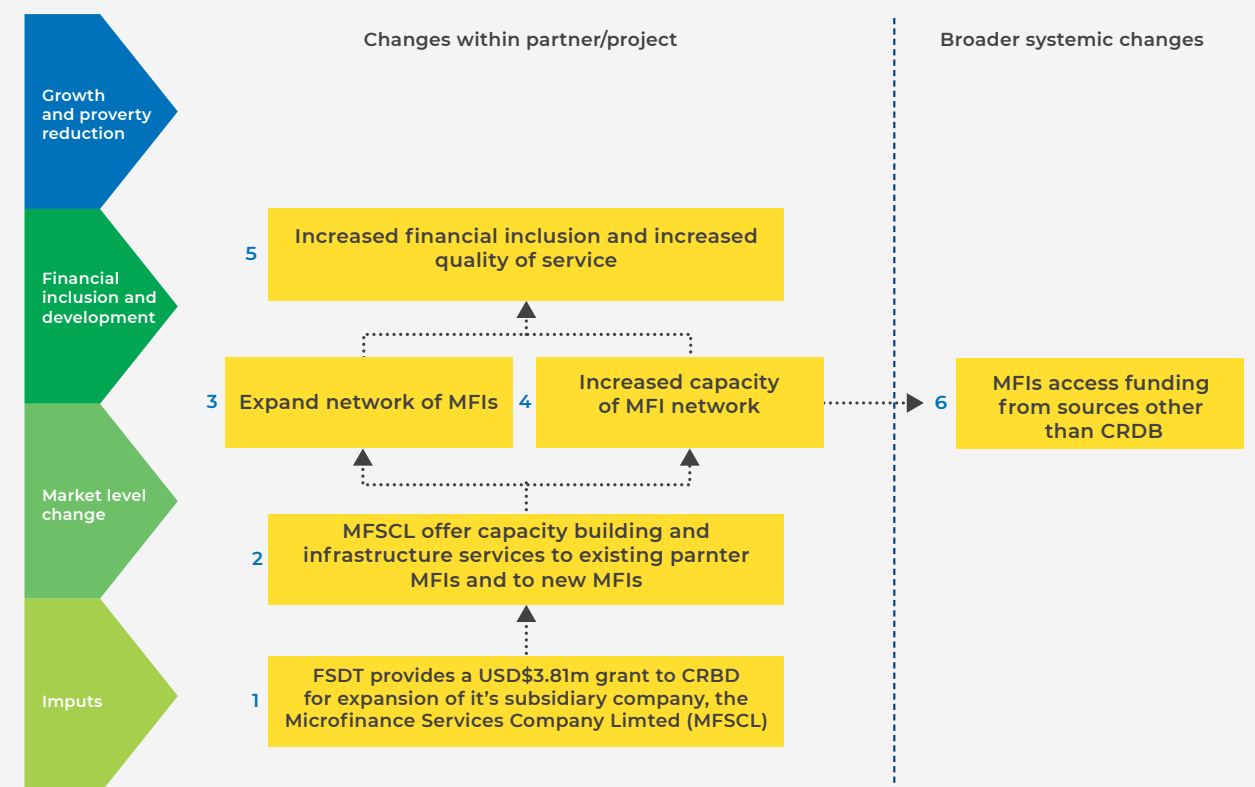 Changes within partner/project
Broader systemic changes
Growth
and proverty
reduction
5
Increased financial inclusion and increased
quality of service
Financial
inclusion and
development
3
Expand network of MFIs
4
Increased capacity
of MFI network
6
MFIs access funding
from sources other
than CRDB
Market level
change
2
MFSCL offer capacity building and
infrastructure services to existing parnter
MFIs and to new MFIs
Imputs
1
FSDT provides a USD$3.81m grant to CRBD
for expansion of it's subsidiary company, the
Microfinance Services Company Limted (MFSCL)